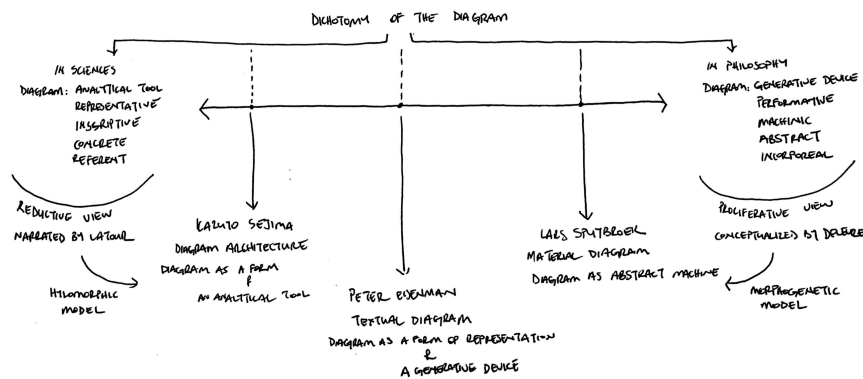 DICHOTOMY OF THE DIAGRAM
IN SCIENCES
DIAGRAM: ANALYTICAL TOOL
REPRESENTATIVE
INSCRIPTIVE
CONCRETE
REFERENT
REDUCTIVE VIEW
NARRATED BY LATOUR
HYLOMORPHIC
MODEL
KAZUYO SEJIMA
DIAGRAM ARCHITECTURE
DIAGRAM AS A FORM
&
AN ANALYTICAL TOOL
PETER EISENMAN
TEXTUAL DIAGRAM
DIAGRAM AS A FORM OF REPRESENTATION
&
A GENERATIVE DEVICE
LARS SPUYBROEK
MATERIAL DIAGRAM
DIAGRAM AS ABSTRACT MACHINE
IN PHILOSOPHY
DIAGRAM: GENERATIVE DEVICE
PERFORMATIVE
MACHINIC
ABSTRACT
INCORPOREAL
PROLIFERATIVE VIEW
CONCEPTUALIZED BY DELEUZE
MORPHOGENETIC
MODEL